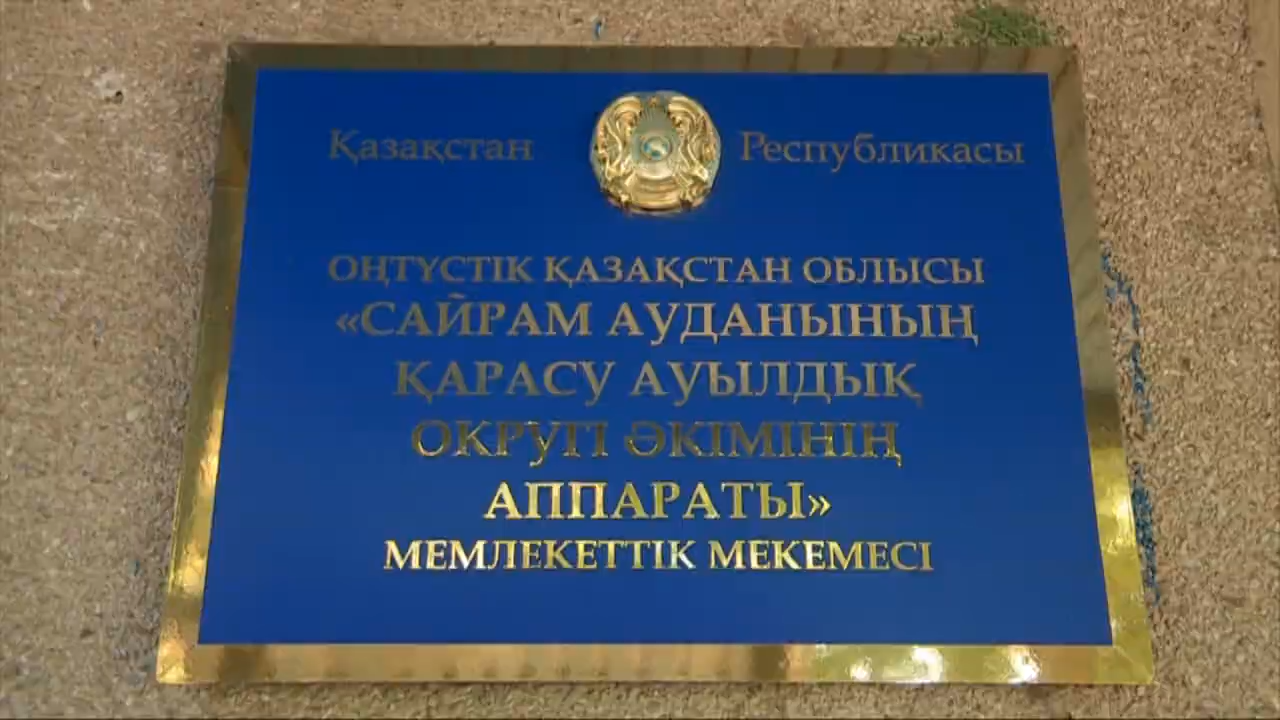 Қазақстан Республикасы
ОҢТҮСТІК ҚАЗАҚСТАН ОБЛЫСЫ
«САЙРАМ АУДАНЫНЫҢ
ҚАРАСУ АУЫЛДЫҚ
ОКРУГІ ӘКІМІНІҢ
АППАРАТЫ»
МЕМЛЕКЕТТІК МЕКЕМЕСІ